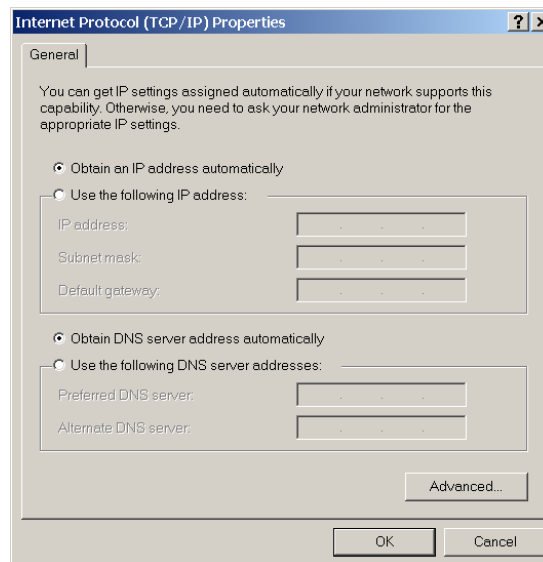 Internet Protocol (TCP/IP) Properties
General
You can get IP settings assigned automatically if your network supports this
capability. Otherwise, you need to ask your network administrator for the
appropriate IP settings.
Obtain an IP address automatically
Use the following IP address:
IP address:
Subnet mask:
Default gateway:
Obtain DNS server address automatically
Use the following DNS server addresses:
Preferred DNS server:
Alternate DNS server:
Advanced...
OK
Cancel